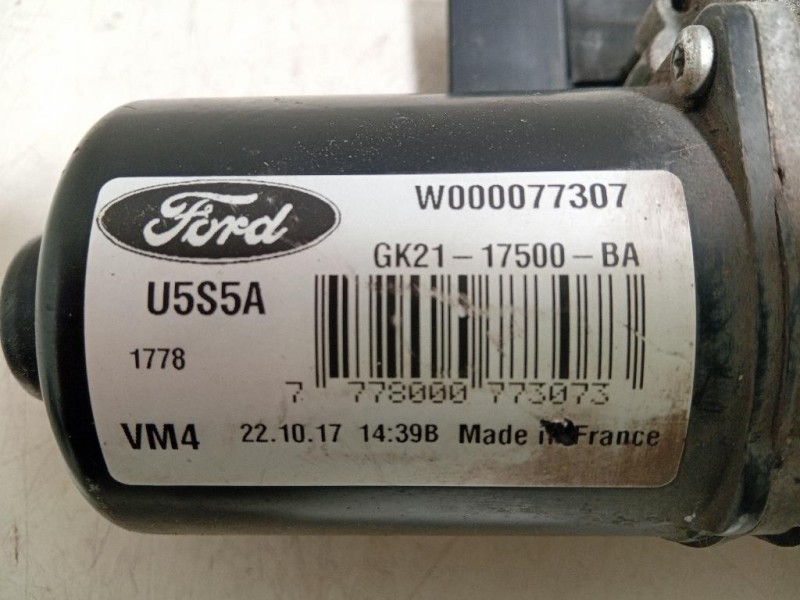 Ford
W000077307
GK21-17500-BA
U5S5A
1778
7 778000 773073
VM4 22.10.17 14:39B Made in France